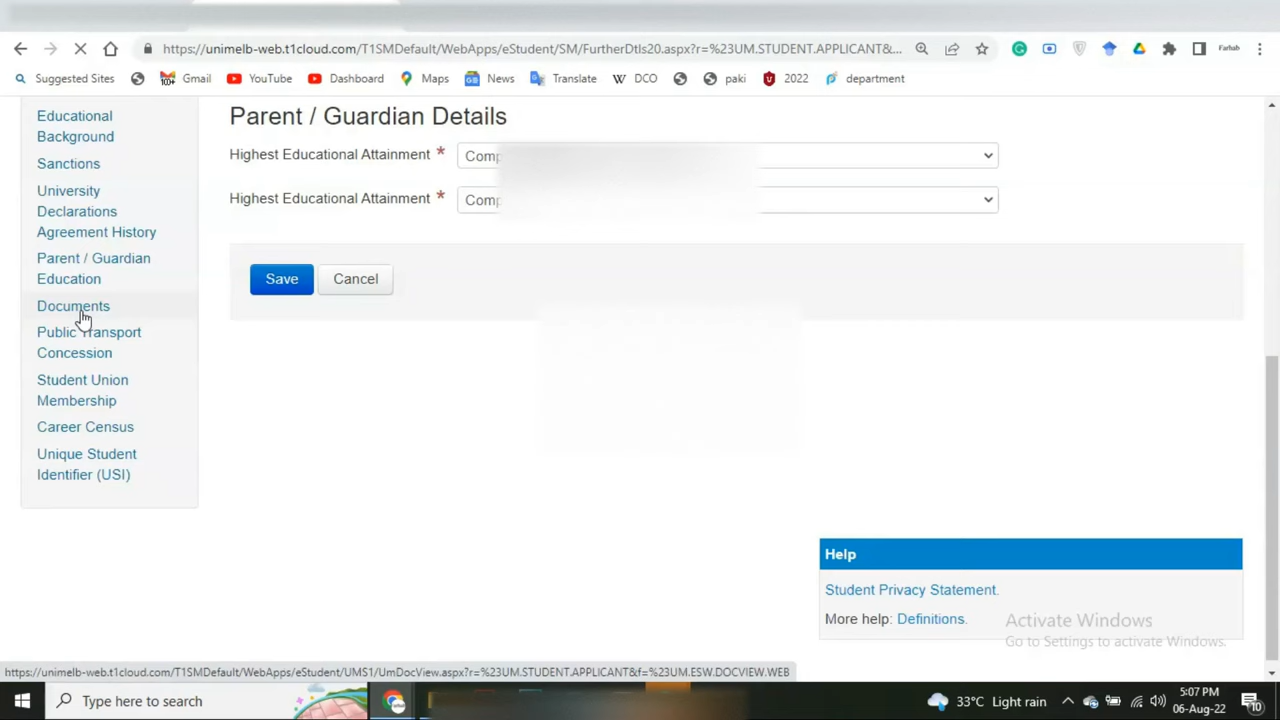 https://unimelb-web.t1cloud.com/T1SMDefault/WebApps/eStudent/SM/FurtherDtls20.aspx?r=%23UM.STUDENT.APPLICANT&...
Farhab
Suggested Sites
Gmail
YouTube
Dashboard
Maps
News
Translate
DCO
paki
2022
department
Educational
Background
Sanctions
University
Declarations
Agreement History
Parent / Guardian
Education
Documents
Public Transport
Concession
Student Union
Membership
Career Census
Unique Student
Identifier (USI)
Parent / Guardian Details
Highest Educational Attainment * Comp
Highest Educational Attainment * Comp
Save Cancel
Help
Student Privacy Statement.
More help: Definitions.
Activate Windows
Go to Settings to activate Windows.
https://unimelb-web.t1cloud.com/T1SMDefault/WebApps/eStudent/UMS1/UmDocView.aspx?r=%23UM.STUDENT.APPLICANT&f=%23UM.ESW.DOCVIEW.WEB
Type here to search
33°C Light rain
5:07 PM
06-Aug-22
10